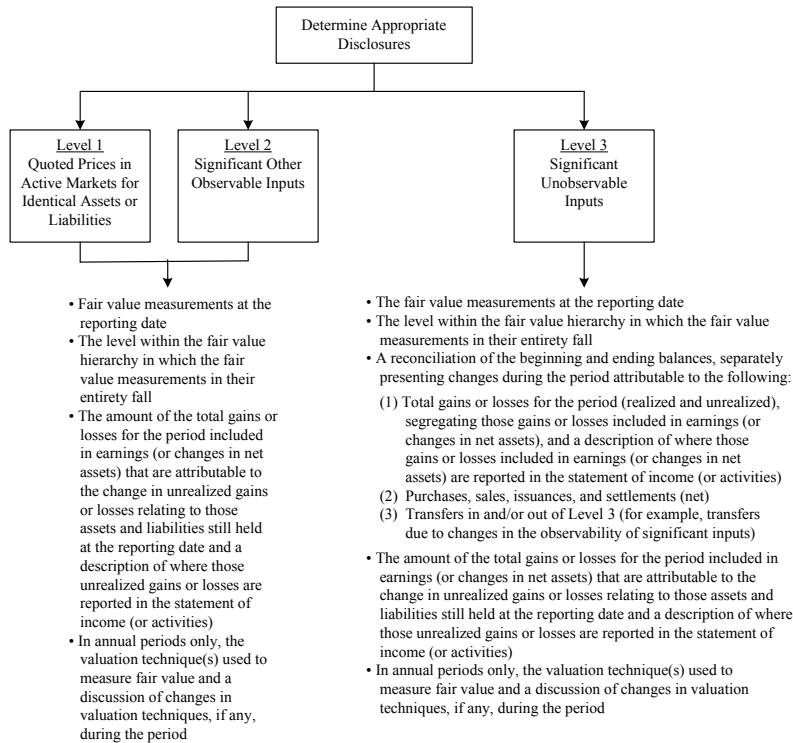 Determine Appropriate
Disclosures
Level 1
Quoted Prices in
Active Markets for
Identical Assets or
Liabilities
Level 2
Significant Other
Observable Inputs
Level 3
Significant
Unobservable
Inputs
• Fair value measurements at the
reporting date
• The level within the fair value
hierarchy in which the fair
value measurements in their
entirety fall
• The amount of the total gains or
losses for the period included
in earnings (or changes in net
assets) that are attributable to
the change in unrealized gains
or losses relating to those
assets and liabilities still held
at the reporting date and a
description of where those
unrealized gains or losses are
reported in the statement of
income (or activities)
• In annual periods only, the
valuation technique(s) used to
measure fair value and a
discussion of changes in
valuation techniques, if any,
during the period
• The fair value measurements at the reporting date
• The level within the fair value hierarchy in which the fair value
measurements in their entirety fall
• A reconciliation of the beginning and ending balances, separately
presenting changes during the period attributable to the following:
(1) Total gains or losses for the period (realized and unrealized),
segregating those gains or losses included in earnings (or
changes in net assets), and a description of where those
gains or losses included in earnings (or changes in net
assets) are reported in the statement of income (or activities)
(2) Purchases, sales, issuances, and settlements (net)
(3) Transfers in and/or out of Level 3 (for example, transfers
due to changes in the observability of significant inputs)
• The amount of the total gains or losses for the period included in
earnings (or changes in net assets) that are attributable to the
change in unrealized gains or losses relating to those assets and
liabilities still held at the reporting date and a description of where
those unrealized gains or losses are reported in the statement of
income (or activities)
• In annual periods only, the valuation technique(s) used to
measure fair value and a discussion of changes in valuation
techniques, if any, during the period